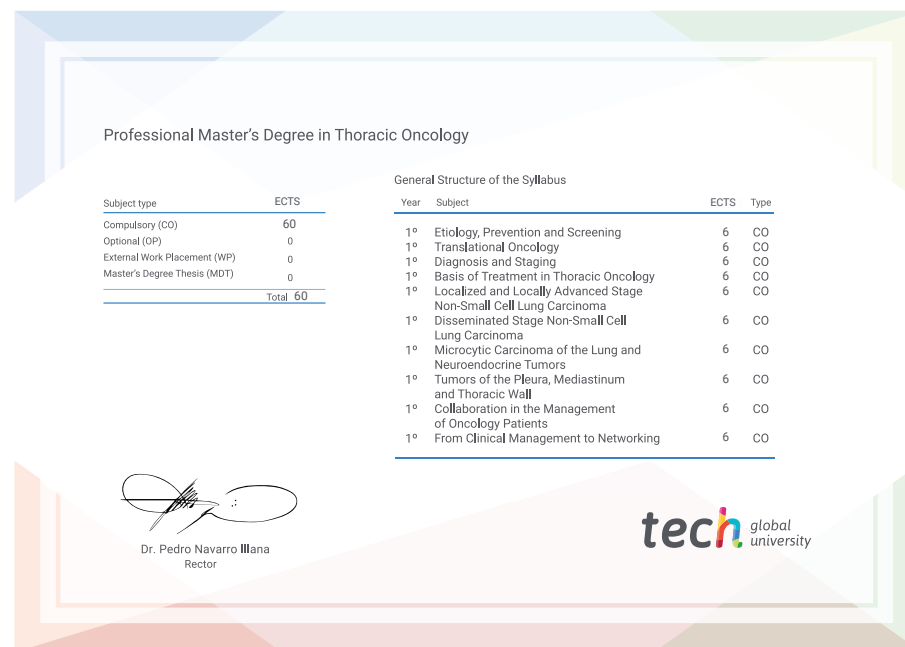 Professional Master's Degree in Thoracic Oncology
Subject type ECTS
Compulsory (CO) 60
Optional (OP) 0
External Work Placement (WP) 0
Master's Degree Thesis (MDT) 0
Total 60
General Structure of the Syllabus
Year Subject ECTS Type
1º Etiology, Prevention and Screening 6 CO
1º Translational Oncology 6 CO
1º Diagnosis and Staging 6 CO
1º Basis of Treatment in Thoracic Oncology 6 CO
1º Localized and Locally Advanced Stage 6 CO
Non-Small Cell Lung Carcinoma
1º Disseminated Stage Non-Small Cell 6 CO
Lung Carcinoma
1º Microcytic Carcinoma of the Lung and 6 CO
Neuroendocrine Tumors
1º Tumors of the Pleura, Mediastinum 6 CO
and Thoracic Wall
1º Collaboration in the Management 6 CO
of Oncology Patients
1º From Clinical Management to Networking 6 CO
Dr. Pedro Navarro Illana
Rector
tech global
university